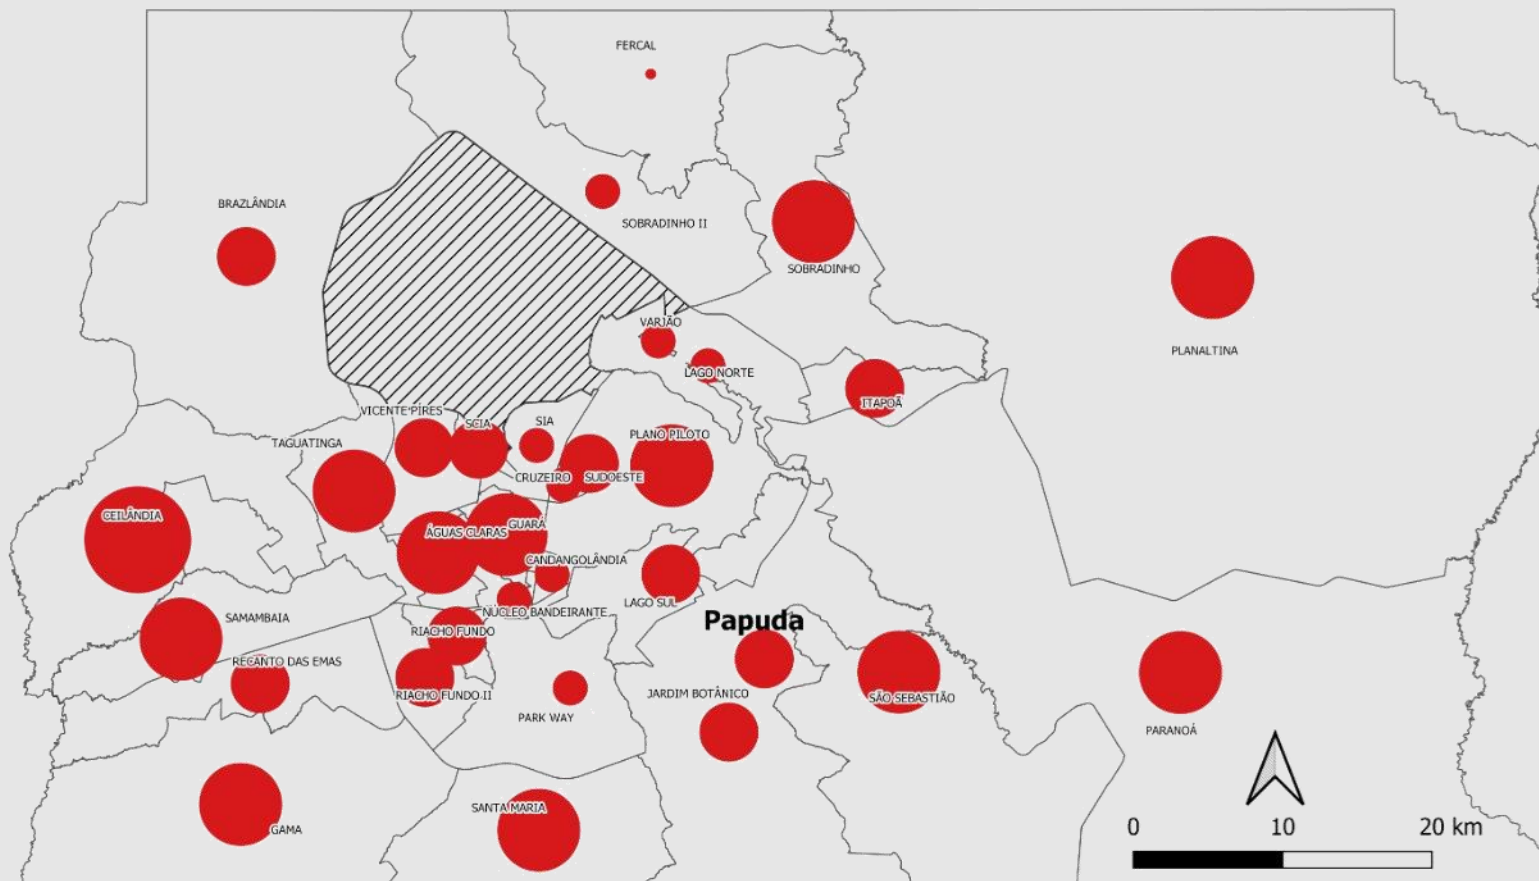 FERCAL
BRAZLÂNDIA
SOBRADINHO II
SOBRADINHO
VARJÃO
PLANALTINA
LAGO NORTE
ITAPOÃ
VICENTE PIRES
SCIA
SIA
TAGUATINGA
PLANO PILOTO
CRUZEIRO
SUDOESTE
CEILÂNDIA
ÁGUAS CLARAS
GUARÁ
CANDANGOLÂNDIA
LAGO SUL
NÚCLEO BANDEIRANTE
SAMAMBAIA
Papuda
RIACHO FUNDO
RECANTO DAS EMAS
RIACHO FUNDO II
JARDIM BOTÂNICO
SÃO SEBASTIÃO
PARK WAY
PARANOÁ
SANTA MARIA
GAMA
0 10 20 km